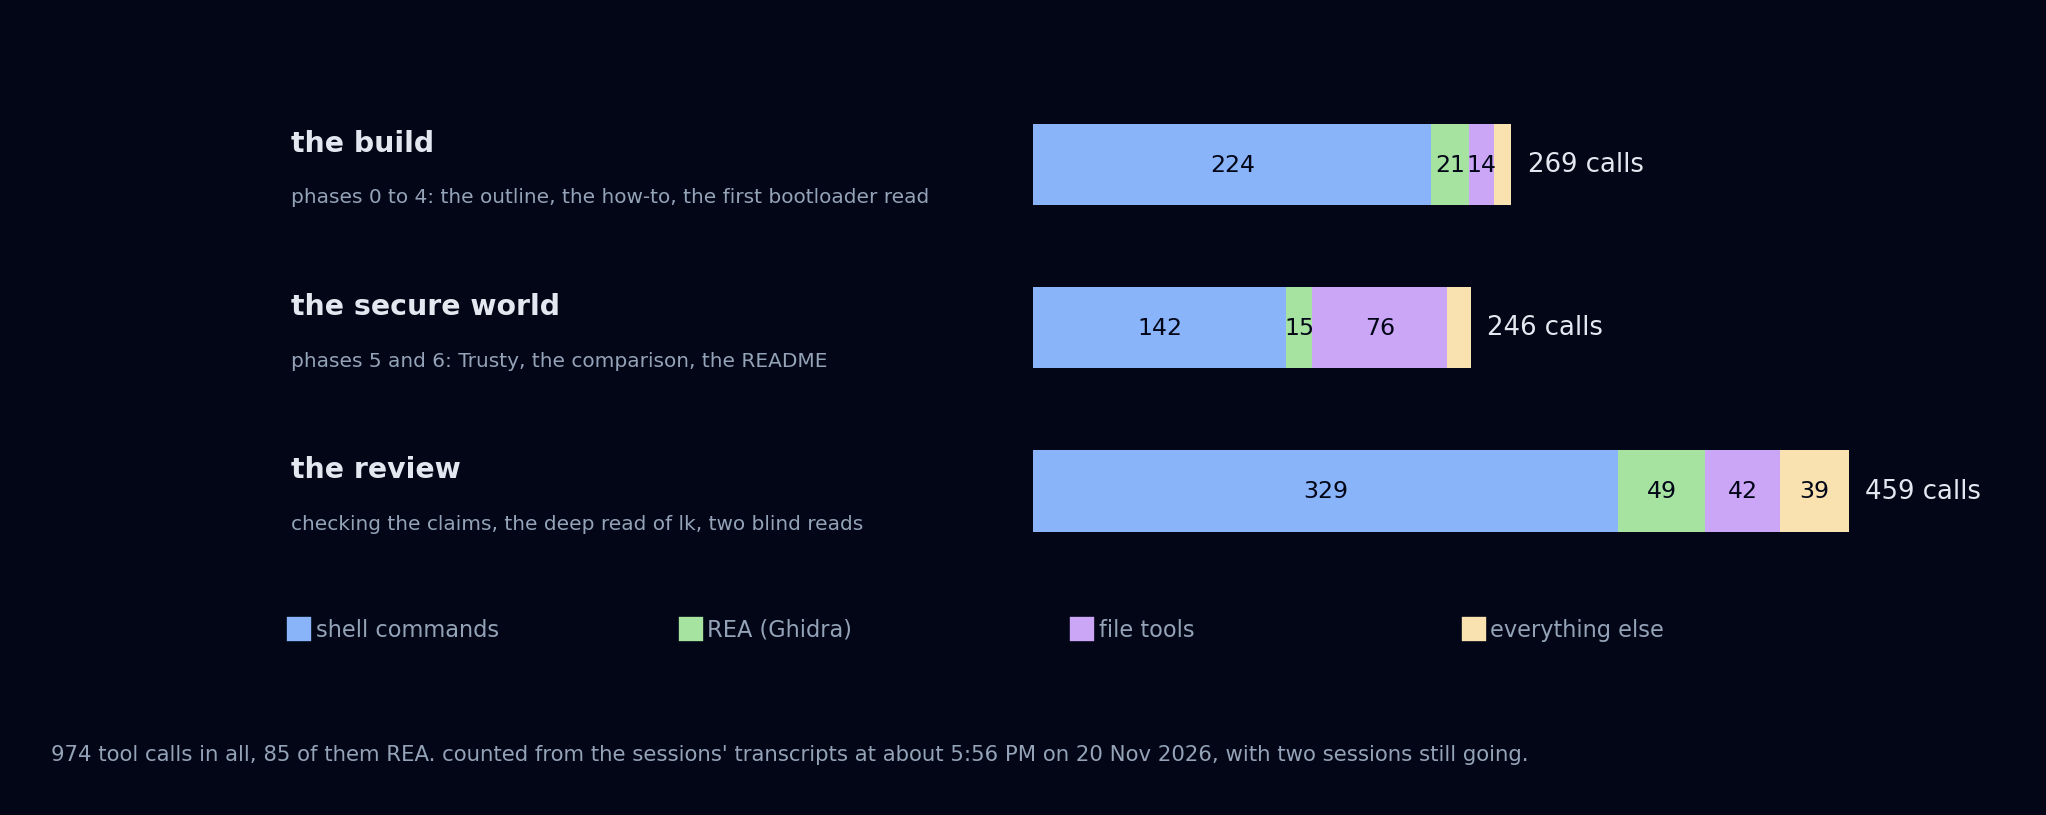 the build
phases 0 to 4: the outline, the how-to, the first bootloader read
224 21 14 269 calls
the secure world
phases 5 and 6: Trusty, the comparison, the README
142 15 76 246 calls
the review
checking the claims, the deep read of lk, two blind reads
329 49 42 39 459 calls
shell commands REA (Ghidra) file tools everything else
974 tool calls in all, 85 of them REA. counted from the sessions' transcripts at about 5:56 PM on 20 Nov 2026, with two sessions still going.